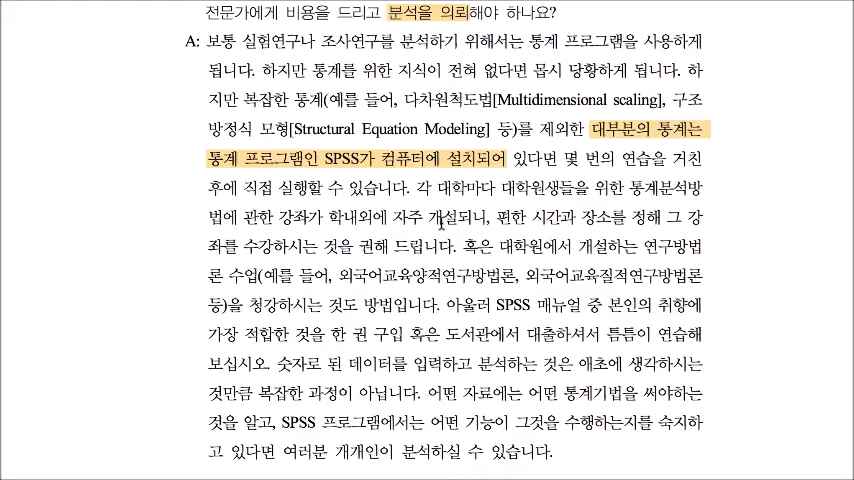 전문가에게 비용을 드리고 분석을 의뢰해야 하나요?
A: 보통 실험연구나 조사연구를 분석하기 위해서는 통계 프로그램을 사용하게
됩니다. 하지만 통계를 위한 지식이 전혀 없다면 몹시 당황하게 됩니다. 하
지만 복잡한 통계(예를 들어, 다차원척도법[Multidimensional scaling], 구조
방정식 모형[Structural Equation Modeling] 등)를 제외한 대부분의 통계는
통계 프로그램인 SPSS가 컴퓨터에 설치되어 있다면 몇 번의 연습을 거친
후에 직접 실행할 수 있습니다. 각 대학마다 대학원생들을 위한 통계분석방
법에 관한 강좌가 학내외에 자주 개설되니, 편한 시간과 장소를 정해 그 강
좌를 수강하시는 것을 권해 드립니다. 혹은 대학원에서 개설하는 연구방법
론 수업(예를 들어, 외국어교육양적연구방법론, 외국어교육질적연구방법론
등)을 청강하시는 것도 방법입니다. 아울러 SPSS 매뉴얼 중 본인의 취향에
가장 적합한 것을 한 권 구입 혹은 도서관에서 대출하셔서 틈틈이 연습해
보십시오. 숫자로 된 데이터를 입력하고 분석하는 것은 애초에 생각하시는
것만큼 복잡한 과정이 아닙니다. 어떤 자료에는 어떤 통계기법을 써야하는
것을 알고, SPSS 프로그램에서는 어떤 기능이 그것을 수행하는지를 숙지하
고 있다면 여러분 개개인이 분석하실 수 있습니다.